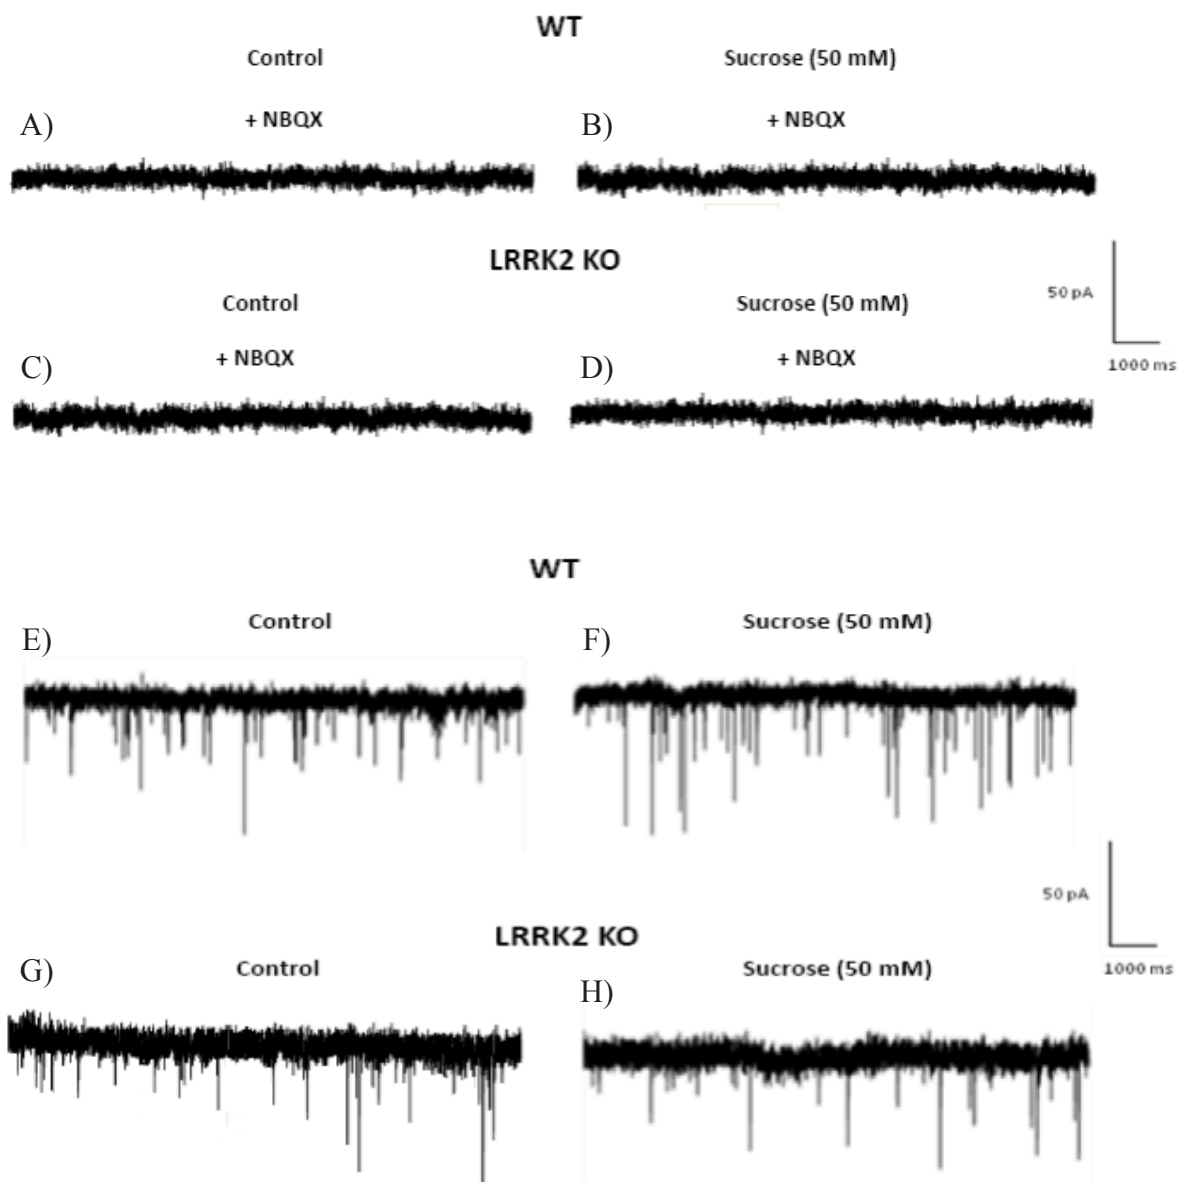 WT
Control Sucrose (50 mM)
A) + NBQX B) + NBQX
LRRK2 KO
Control Sucrose (50 mM)
50 pA
1000 ms
C) + NBQX D) + NBQX
WT
E) Control F) Sucrose (50 mM)
50 pA
1000 ms
LRRK2 KO
G) Control Sucrose (50 mM)
H)